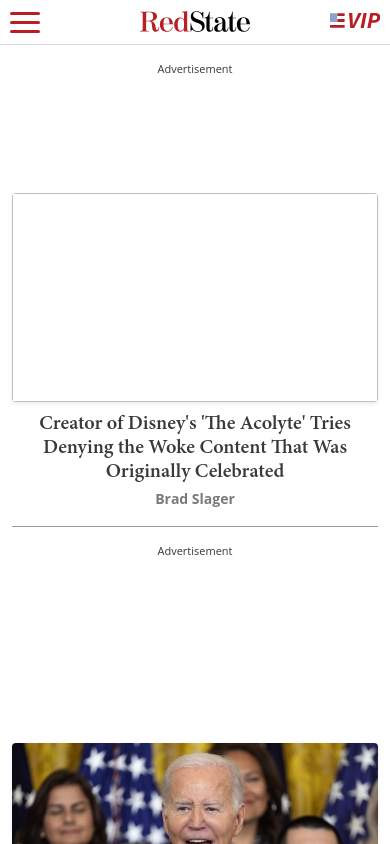 RedState
VIP
Advertisement
Creator of Disney's 'The Acolyte' Tries
Denying the Woke Content That Was
Originally Celebrated
Brad Slager
Advertisement